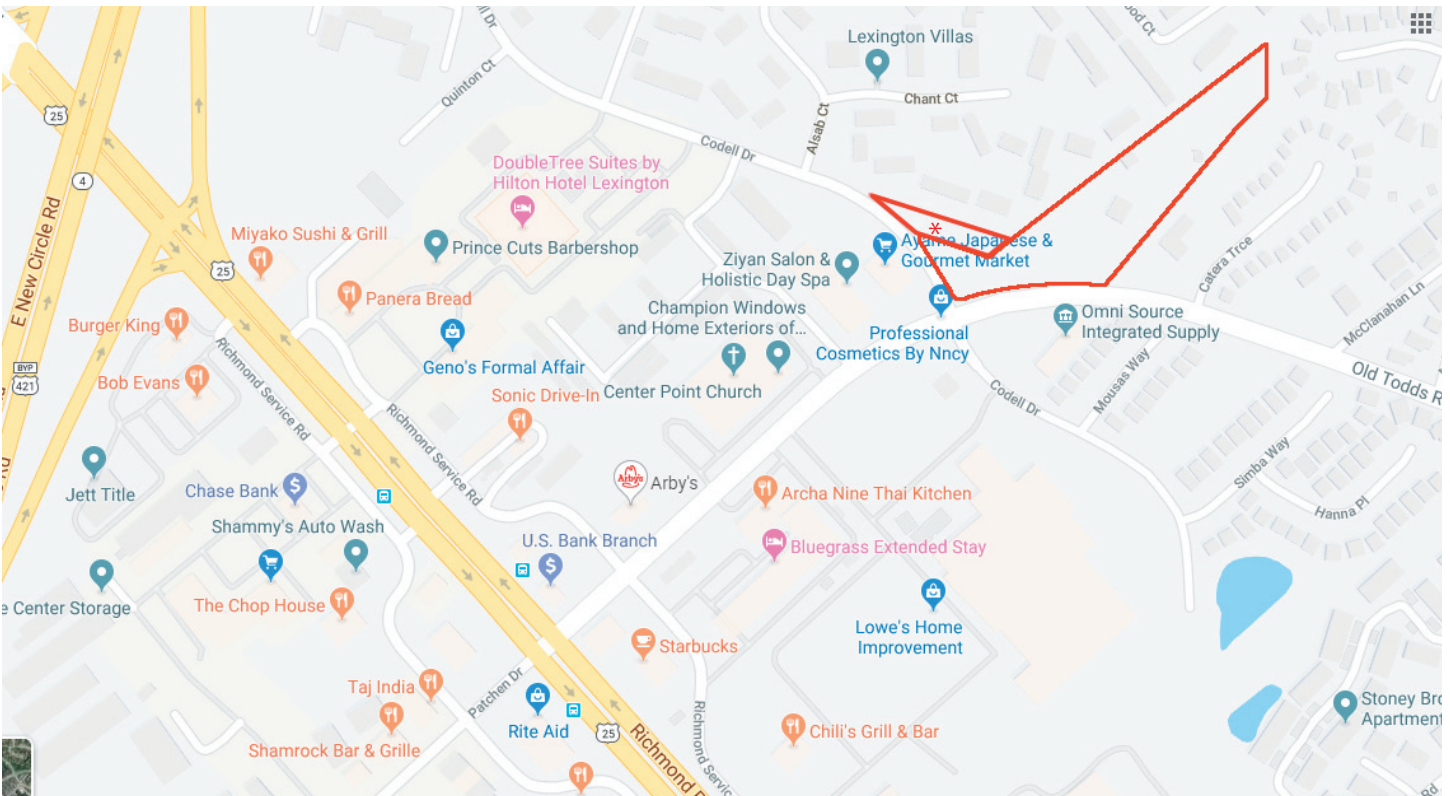 Lexington Villas
Quinton Ct
Chant Ct
Alsab Ct
Codell Dr
25
4
E New Circle Rd
DoubleTree Suites by
Hilton Hotel Lexington
Miyako Sushi & Grill
Prince Cuts Barbershop
25
*
Ayame Japanese &
Gourmet Market
Ziyan Salon &
Holistic Day Spa
Catera Trce
Panera Bread
Champion Windows
and Home Exteriors of...
Omni Source
Integrated Supply
McClanahan Ln
Burger King
Professional
Cosmetics By Nncy
Geno's Formal Affair
BYP
421
Bob Evans
Richmond Service Rd
Center Point Church
Sonic Drive-In
Codell Dr
Mousas Way
Old Todds R
Richmond Service Rd
Simba Way
Jett Title
Chase Bank
Arby's
Arby's
Archa Nine Thai Kitchen
Hanna Pl
Shammy's Auto Wash
U.S. Bank Branch
Bluegrass Extended Stay
e Center Storage
The Chop House
Lowe's Home
Improvement
Starbucks
Taj India
Patchen Dr
Rite Aid
Stoney Bro
Apartment
Shamrock Bar & Grille
25
Richmond
Richmond Servic
Chili's Grill & Bar
Rd